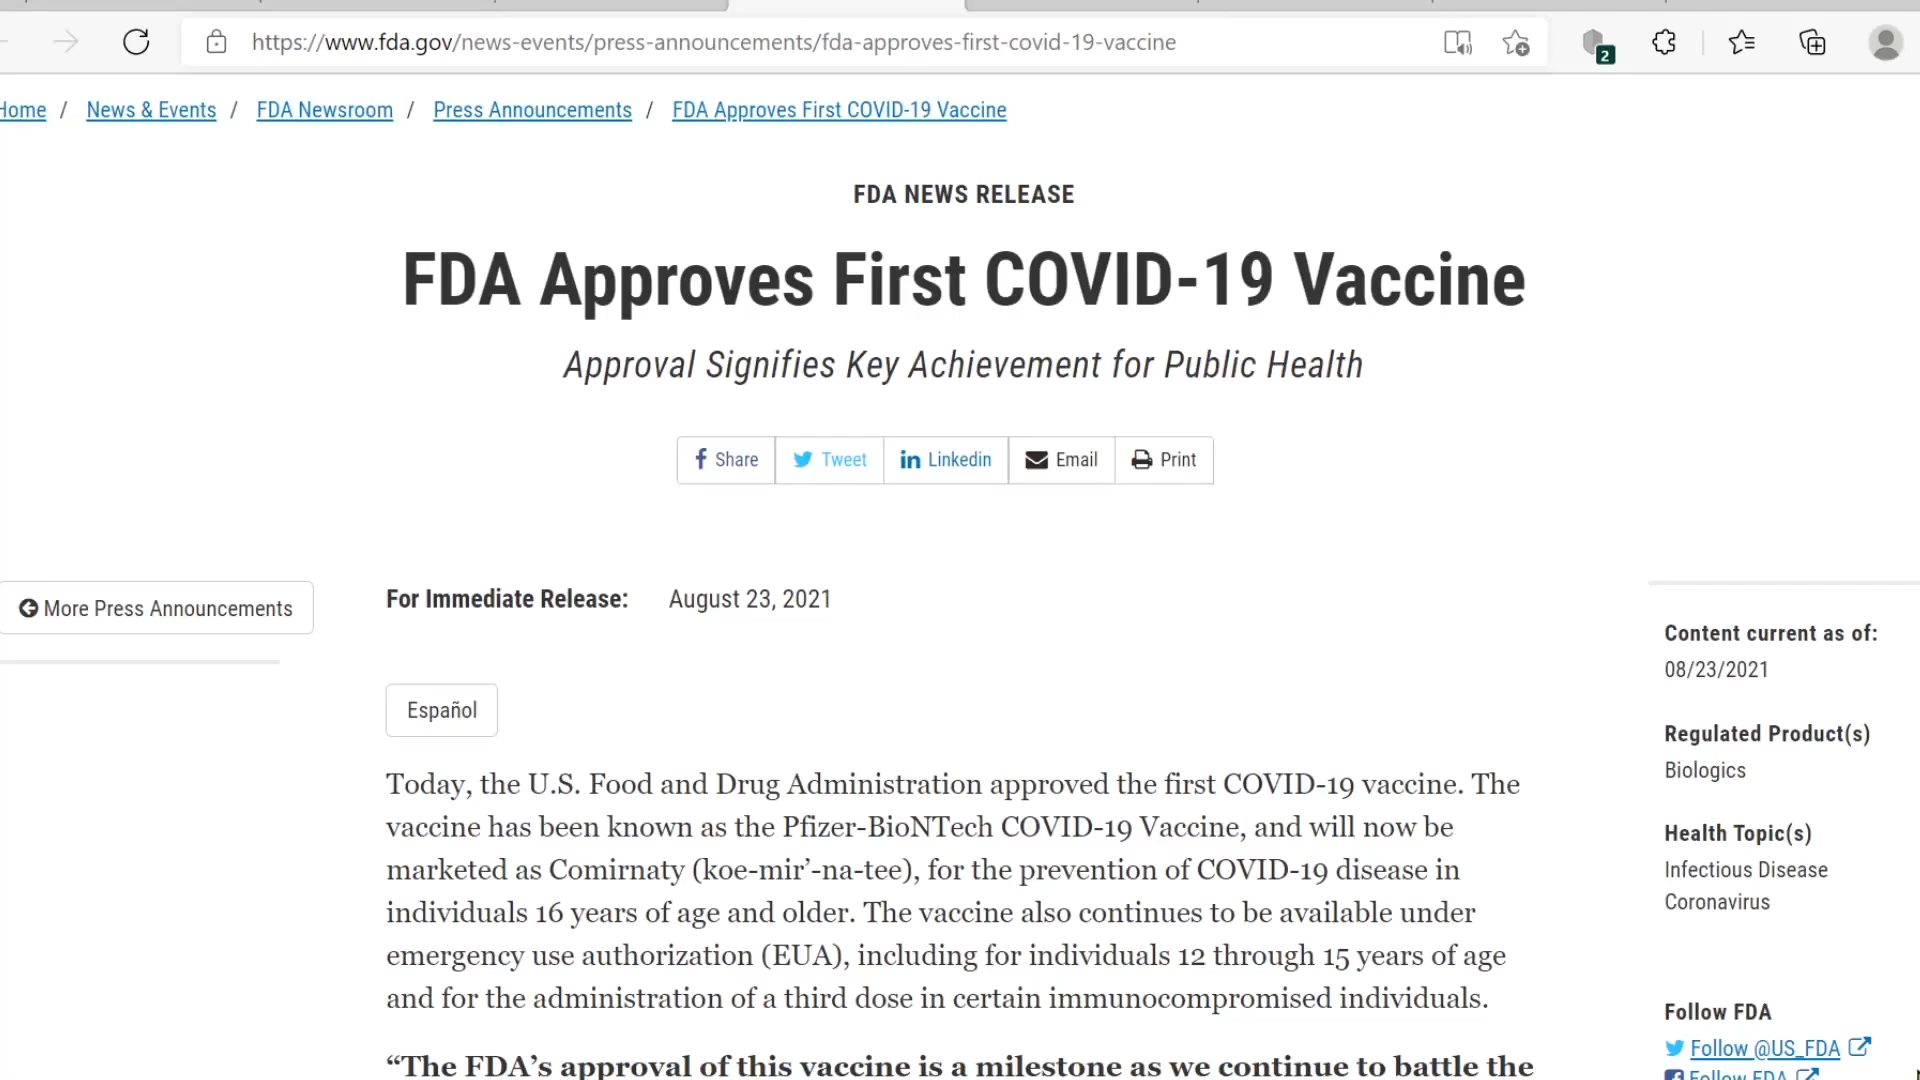 https://www.fda.gov/news-events/press-announcements/fda-approves-first-covid-19-vaccine
2
Home / News & Events / FDA Newsroom / Press Announcements / FDA Approves First COVID-19 Vaccine
FDA NEWS RELEASE
FDA Approves First COVID-19 Vaccine
Approval Signifies Key Achievement for Public Health
Share Tweet Linkedin Email Print
More Press Announcements
For Immediate Release: August 23, 2021
Español
Today, the U.S. Food and Drug Administration approved the first COVID-19 vaccine. The
vaccine has been known as the Pfizer-BioNTech COVID-19 Vaccine, and will now be
marketed as Comirnaty (koe-mir’-na-tee), for the prevention of COVID-19 disease in
individuals 16 years of age and older. The vaccine also continues to be available under
emergency use authorization (EUA), including for individuals 12 through 15 years of age
and for the administration of a third dose in certain immunocompromised individuals.
“The FDA’s approval of this vaccine is a milestone as we continue to battle the
Content current as of:
08/23/2021
Regulated Product(s)
Biologics
Health Topic(s)
Infectious Disease
Coronavirus
Follow FDA
Follow @US_FDA
Follow FDA